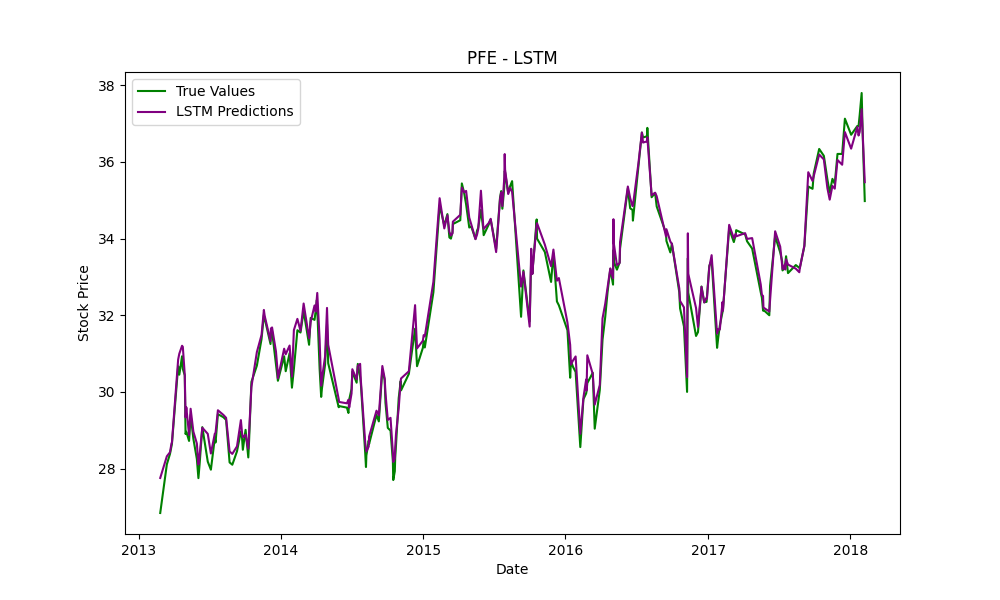 PFE - LSTM
True Values
LSTM Predictions
38
36
34
32
30
28
Stock Price
2013
2014
2015
2016
2017
2018
Date